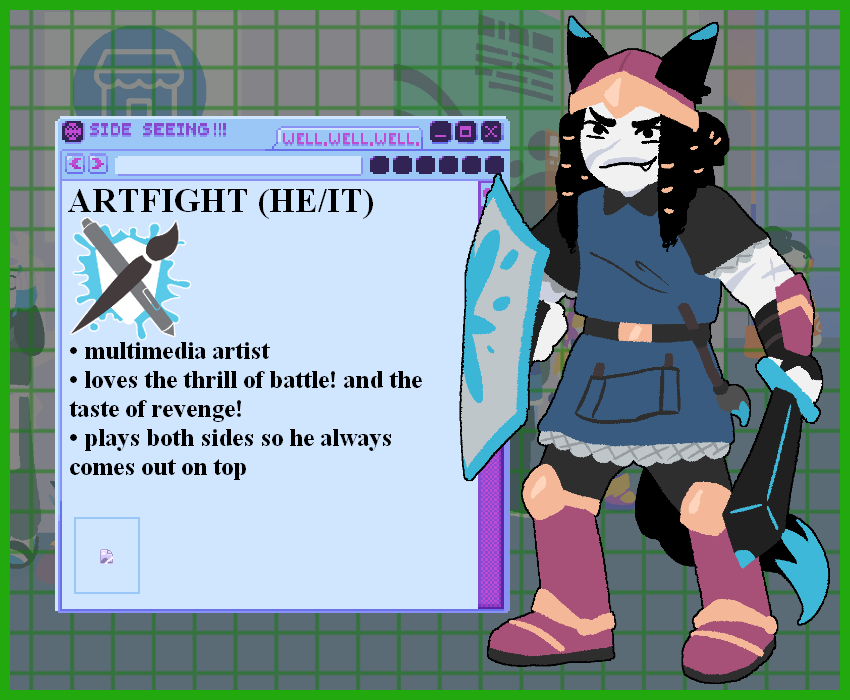 SIDE SEEING!!!
WELL.WELL.WELL.
ARTFIGHT (HE/IT)
• multimedia artist
• loves the thrill of battle! and the
taste of revenge!
• plays both sides so he always
comes out on top